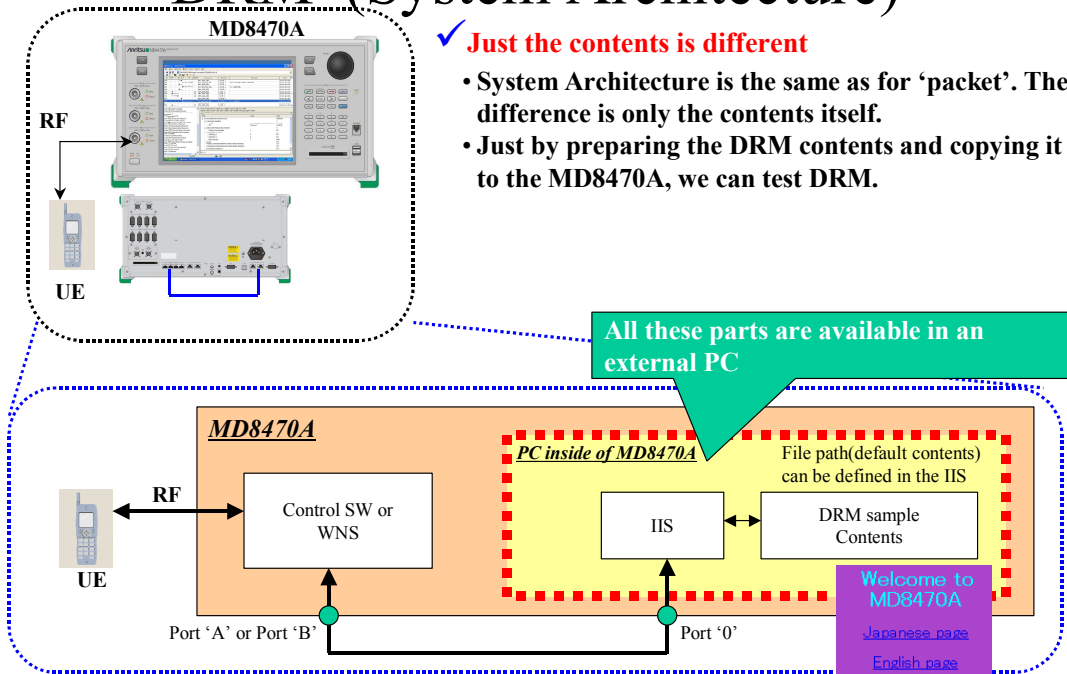 DRM (System Architecture)
MD8470A
Anritsu
RF
UE
✓Just the contents is different
• System Architecture is the same as for ‘packet’. The
difference is only the contents itself.
• Just by preparing the DRM contents and copying it
to the MD8470A, we can test DRM.
All these parts are available in an
external PC
MD8470A
PC inside of MD8470A
File path(default contents)
can be defined in the IIS
RF
UE
Control SW or
WNS
IIS
DRM sample
Contents
Port ‘A’ or Port ‘B’
Port ‘0’
Welcome to
MD8470A
Japanese page
English page